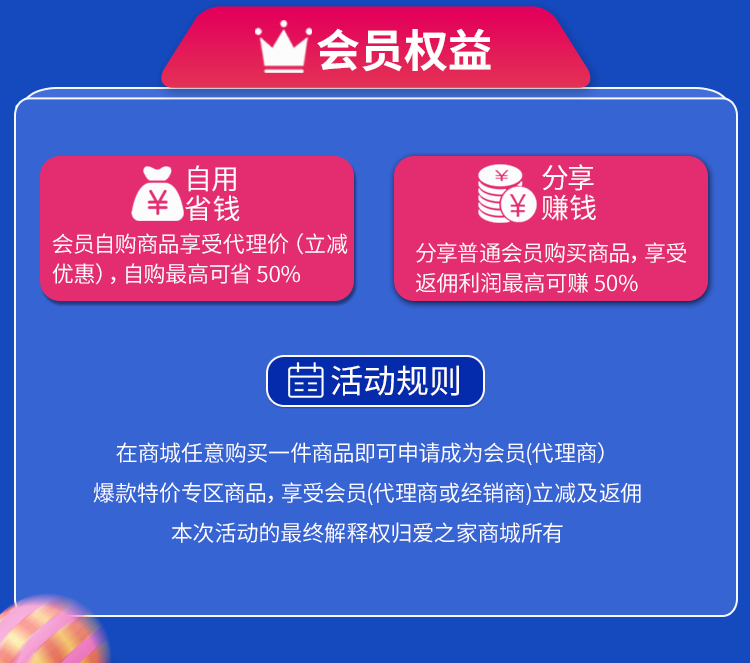 会员权益
自用
省钱
会员自购商品享受代理价（立减
优惠），自购最高可省 50%
分享
赚钱
分享普通会员购买商品，享受
返佣利润最高可赚 50%
活动规则
在商城任意购买一件商品即可申请成为会员(代理商）
爆款特价专区商品，享受会员(代理商或经销商)立减及返佣
本次活动的最终解释权归爱之家商城所有